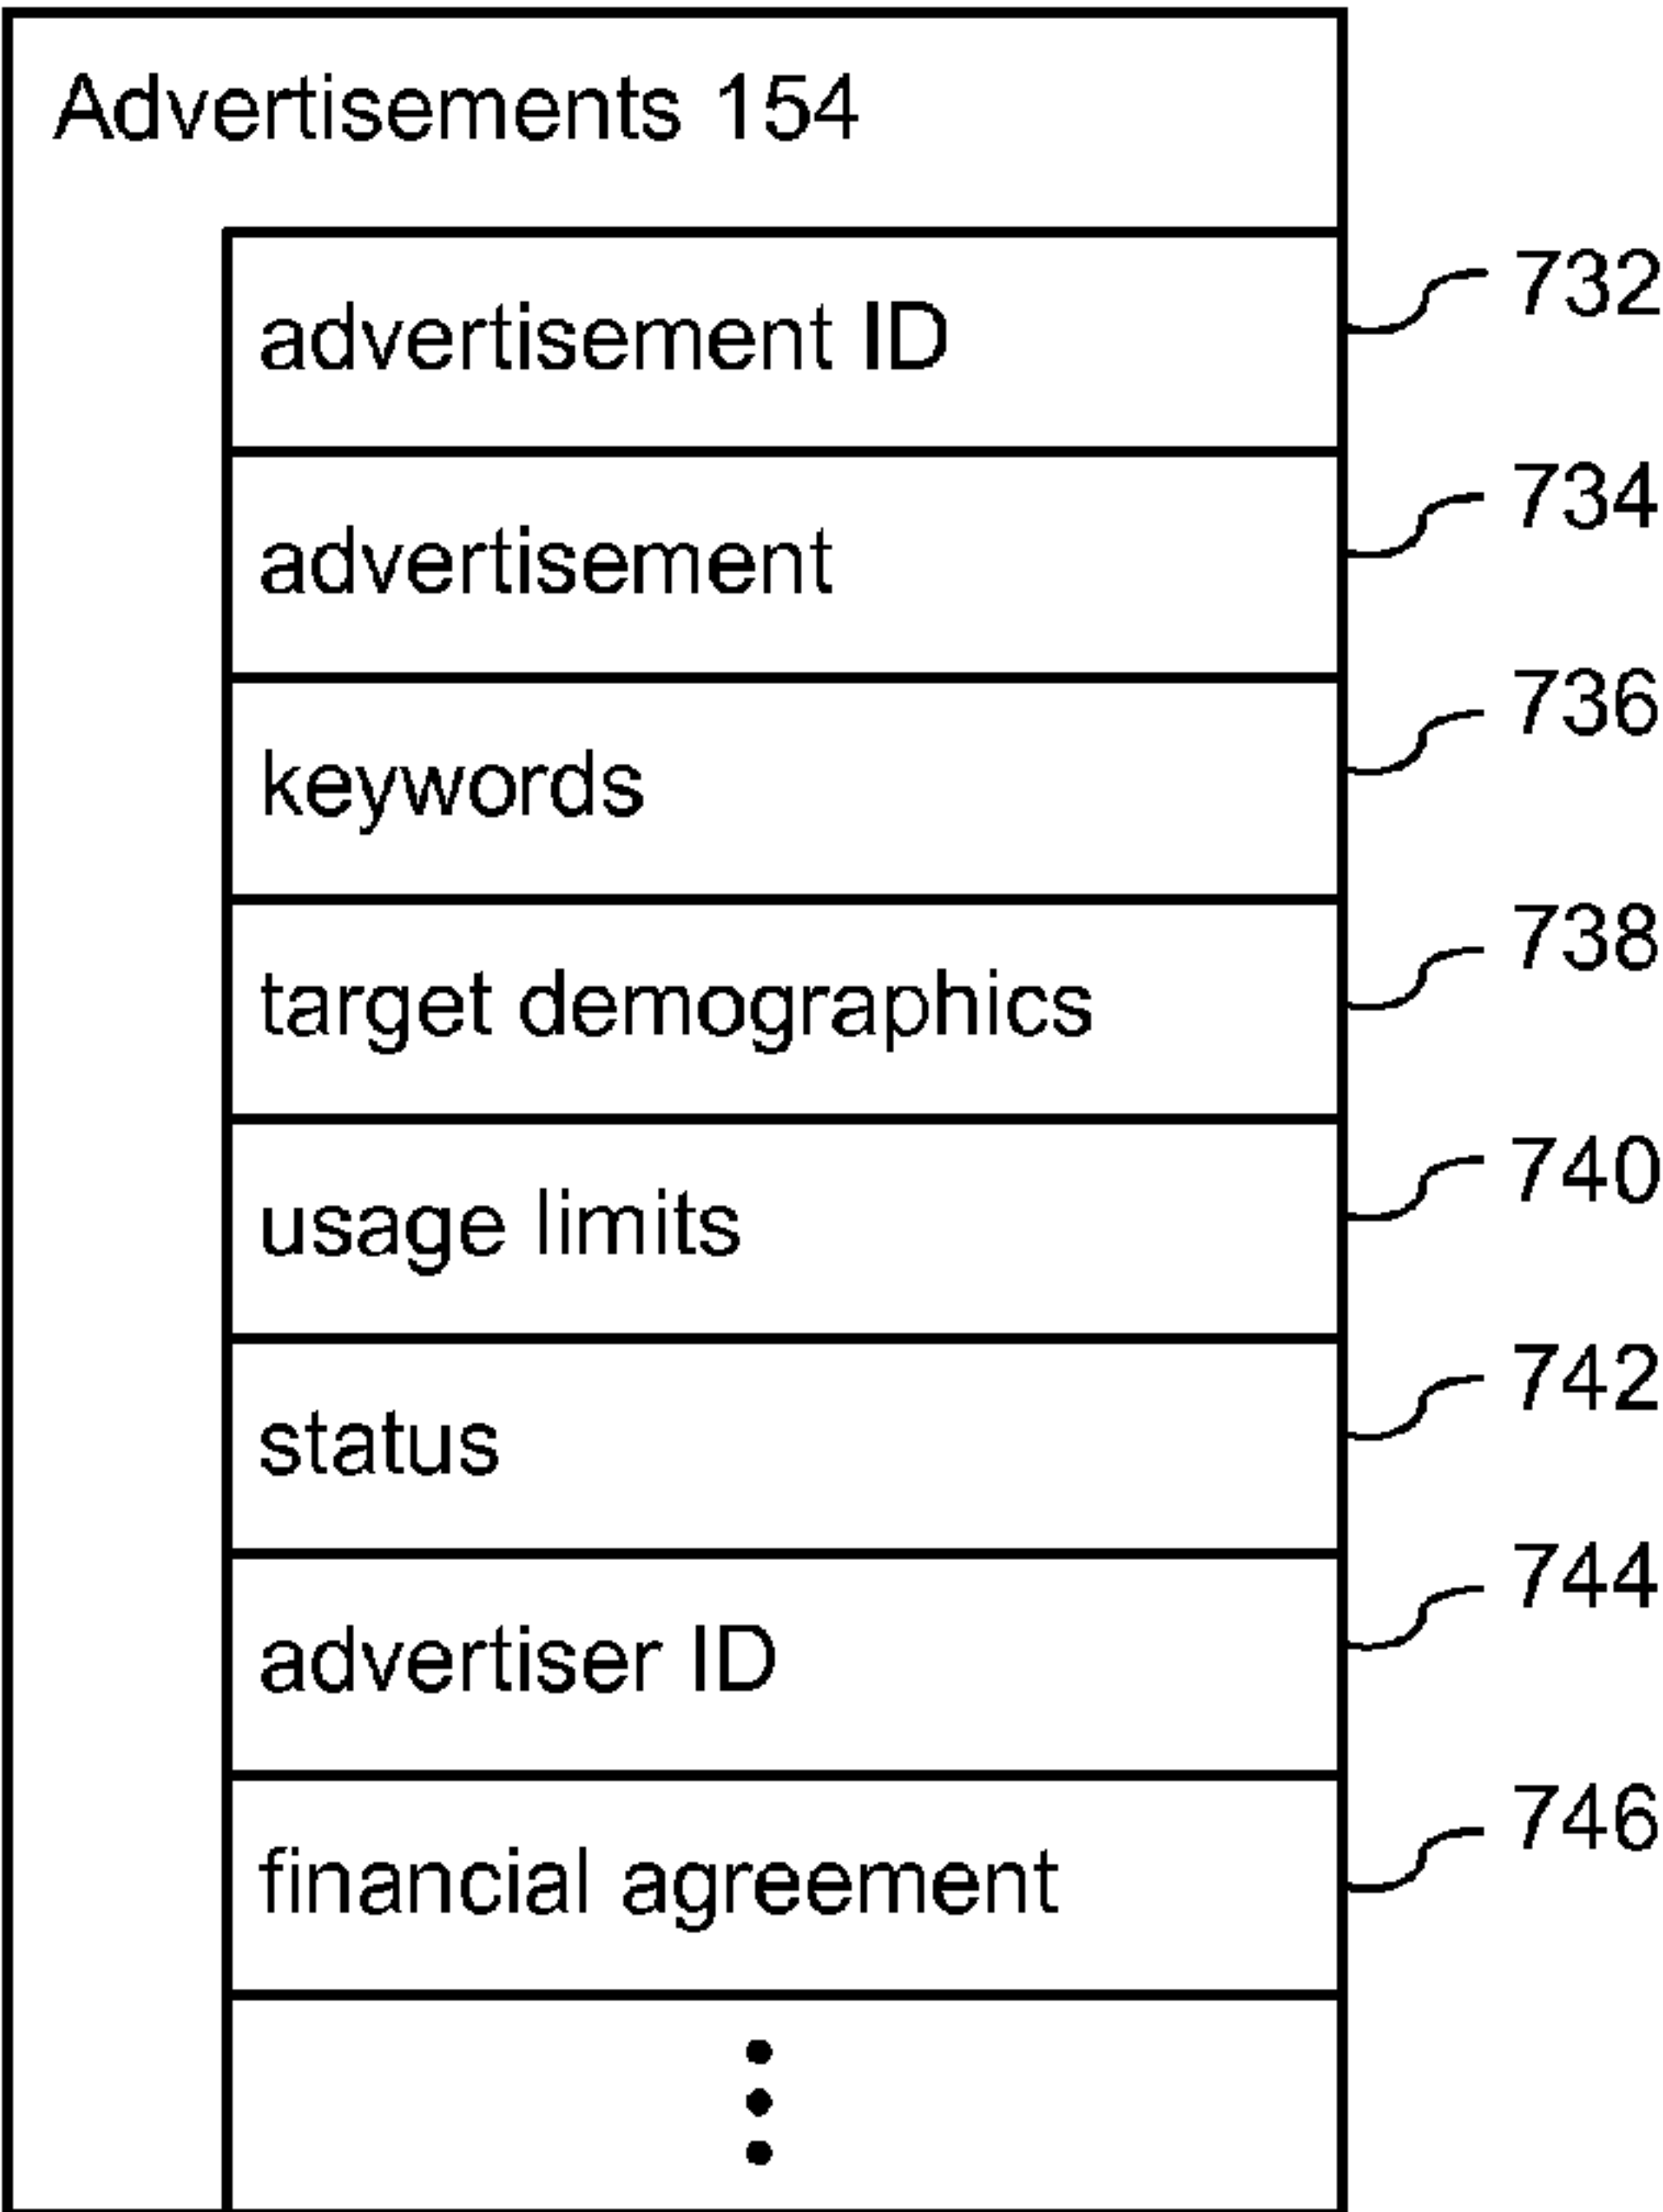 Advertisements 154
advertisement ID 732
advertisement 734
keywords 736
target demographics 738
usage limits 740
status 742
advertiser ID 744
financial agreement 746